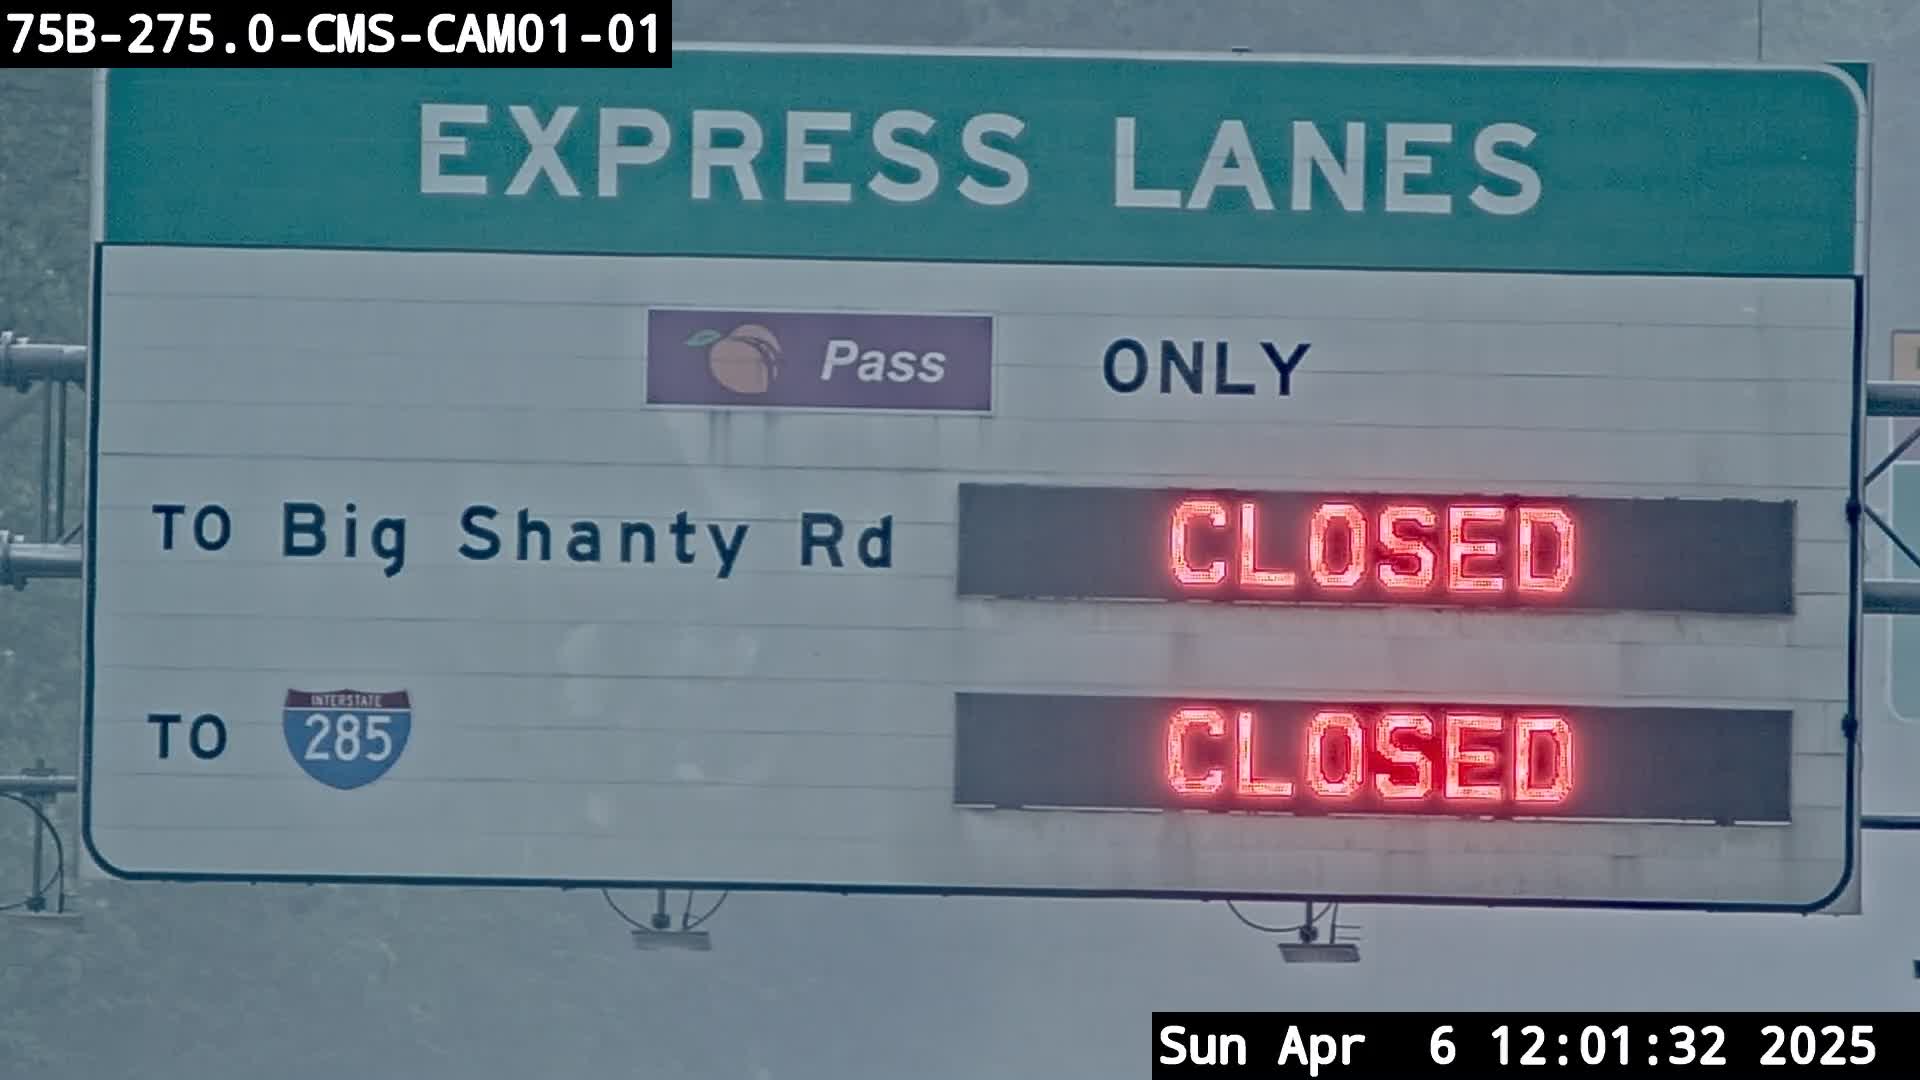 75B-275.0-CMS-CAM01-01
EXPRESS LANES
Pass ONLY
TO Big Shanty Rd CLOSED
TO INTERSTATE 285 CLOSED
Sun Apr 6 12:01:32 2025